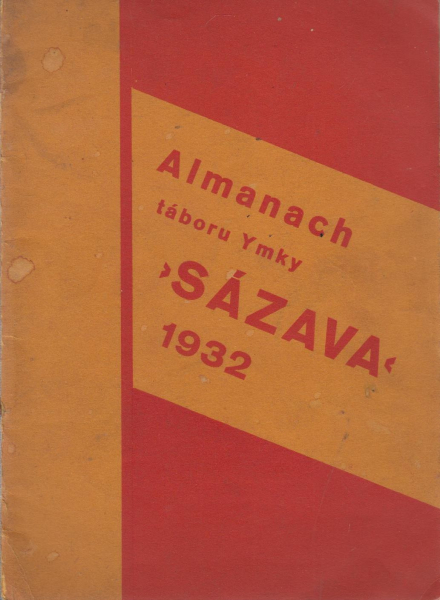 Almanach
táboru Ymky
›SÁZAVA‹
1932